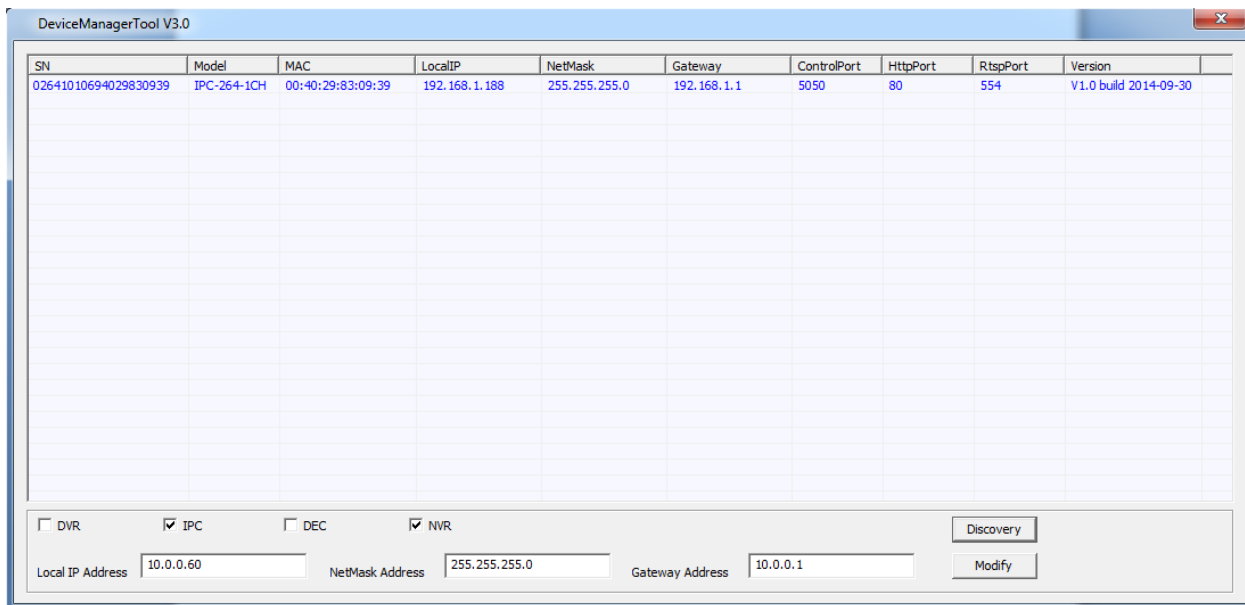 DeviceManagerTool V3.0
SN Model MAC LocalIP NetMask Gateway ControlPort HttpPort RtspPort Version
02641010694029830939 IPC-264-1CH 00:40:29:83:09:39 192.168.1.188 255.255.255.0 192.168.1.1 5050 80 554 V1.0 build 2014-09-30
DVR IPC DEC NVR Discovery
Local IP Address 10.0.0.60 NetMask Address 255.255.255.0 Gateway Address 10.0.0.1 Modify